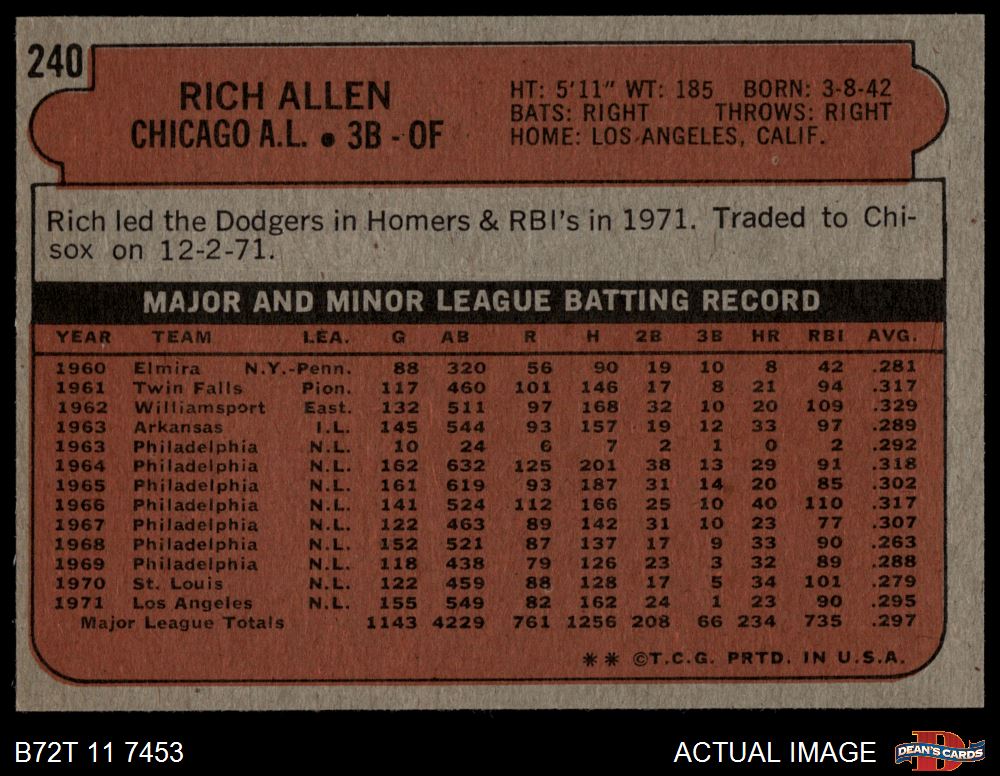 240
RICH ALLEN
CHICAGO A.L. • 3B - OF
HT: 5'11" WT: 185 BORN: 3-8-42
BATS: RIGHT THROWS: RIGHT
HOME: LOS ANGELES, CALIF.
Rich led the Dodgers in Homers & RBI's in 1971. Traded to Chi-
sox on 12-2-71.
MAJOR AND MINOR LEAGUE BATTING RECORD
YEAR TEAM LEA. G AB R H 2B 3B HR RBI AVG.
1960 Elmira N.Y.-Penn. 88 320 56 90 19 10 8 42 .281
1961 Twin Falls Pion. 117 460 101 146 17 8 21 94 .317
1962 Williamsport East. 132 511 97 168 32 10 20 109 .329
1963 Arkansas I.L. 145 544 93 157 19 12 33 97 .289
1963 Philadelphia N.L. 10 24 6 7 2 1 0 2 .292
1964 Philadelphia N.L. 162 632 125 201 38 13 29 91 .318
1965 Philadelphia N.L. 161 619 93 187 31 14 20 85 .302
1966 Philadelphia N.L. 141 524 112 166 25 10 40 110 .317
1967 Philadelphia N.L. 122 463 89 142 31 10 23 77 .307
1968 Philadelphia N.L. 152 521 87 137 17 9 33 90 .263
1969 Philadelphia N.L. 118 438 79 126 23 3 32 89 .288
1970 St. Louis N.L. 122 459 88 128 17 5 34 101 .279
1971 Los Angeles N.L. 155 549 82 162 24 1 23 90 .295
Major League Totals 1143 4229 761 1256 208 66 234 735 .297
** ©T.C.G. PRTD. IN U.S.A.
B72T 11 7453
ACTUAL IMAGE
D
DEAN'S CARDS